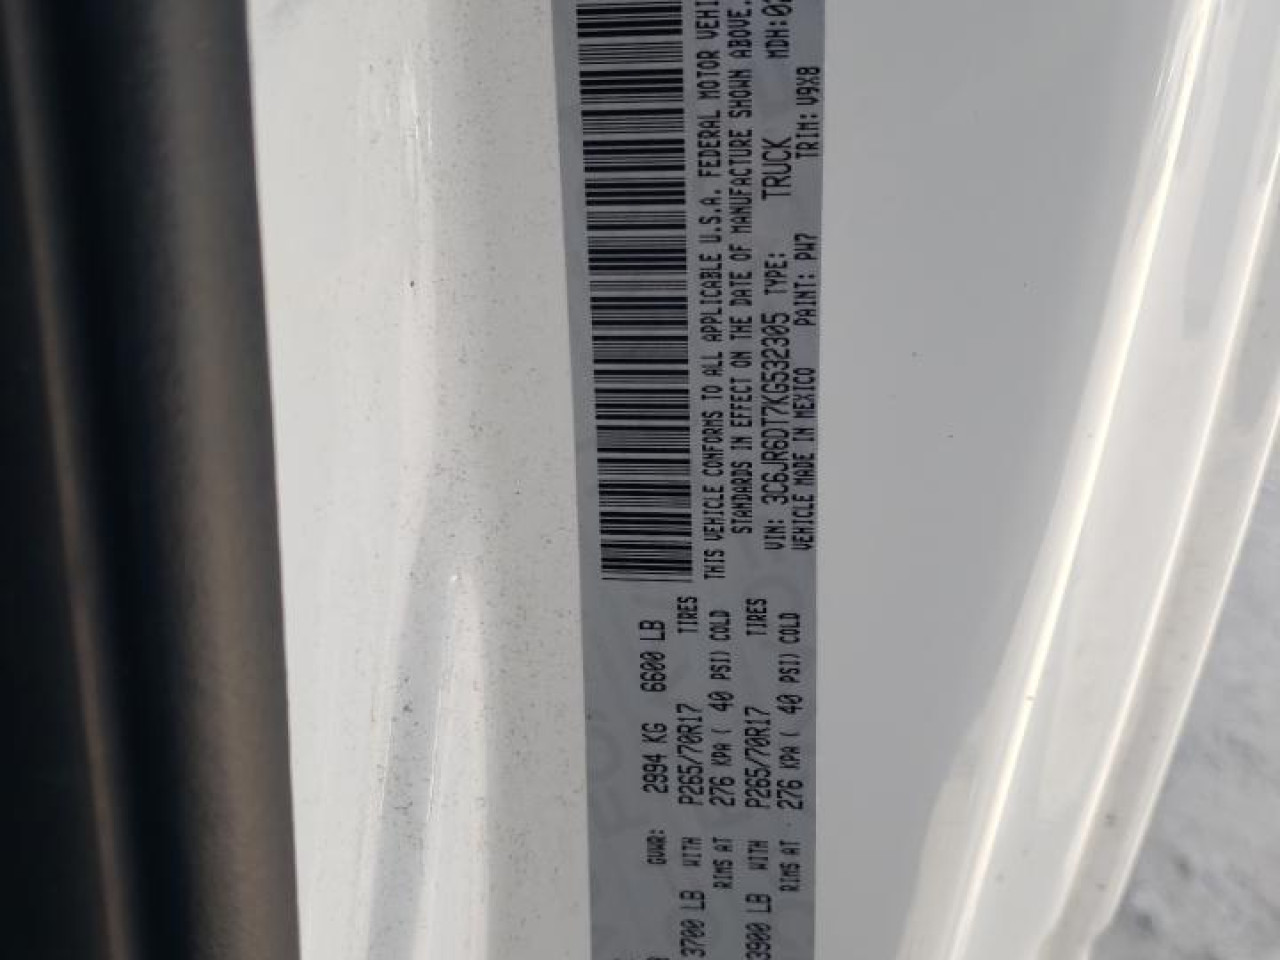 GVWR: 2994 KG 6600 LB
3700 LB WITH P265/70R17 TIRES
RIMS AT 276 KPA ( 40 PSI) COLD
3900 LB WITH P265/70R17 TIRES
RIMS AT 276 KPA ( 40 PSI) COLD
THIS VEHICLE CONFORMS TO ALL APPLICABLE U.S.A. FEDERAL MOTOR VEHI
STANDARDS IN EFFECT ON THE DATE OF MANUFACTURE SHOWN ABOVE.
VIN: 3C6JR6DT7KG532305 TYPE: TRUCK MDH:02
VEHICLE MADE IN MEXICO PAINT: PW7 TRIM: V9X8